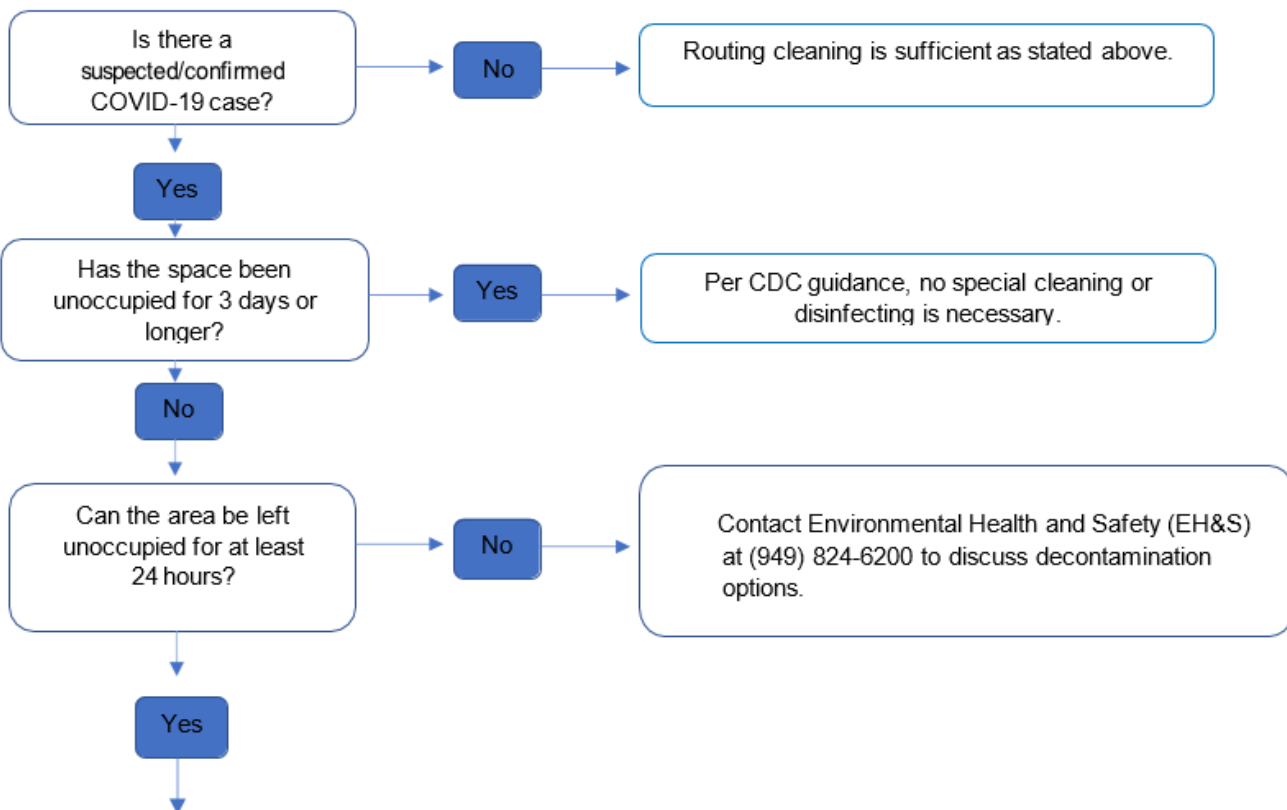 Is there a
suspected/confirmed
COVID-19 case?
No
Routing cleaning is sufficient as stated above.
Yes
Has the space been
unoccupied for 3 days or
longer?
Yes
Per CDC guidance, no special cleaning or
disinfecting is necessary.
No
Can the area be left
unoccupied for at least
24 hours?
No
Contact Environmental Health and Safety (EH&S)
at (949) 824-6200 to discuss decontamination
options.
Yes